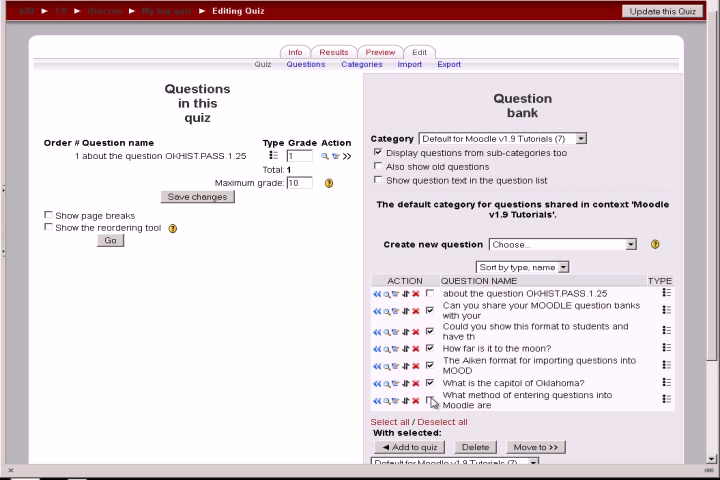 A20 ► 1.9 ► Quizzes ► My big quiz ► Editing Quiz
Update this Quiz
Info Results Preview Edit
Quiz Questions Categories Import Export
Questions
in this
quiz
Order # Question name Type Grade Action
1 about the question OKHIST.PASS.1.25 1 >>
Total: 1
Maximum grade: 10
Save changes
Show page breaks
Show the reordering tool
Go
Question
bank
Category Default for Moodle v1.9 Tutorials (7)
Display questions from sub-categories too
Also show old questions
Show question text in the question list
The default category for questions shared in context 'Moodle
v1.9 Tutorials'.
Create new question Choose...
Sort by type, name
ACTION QUESTION NAME TYPE
about the question OKHIST.PASS.1.25
Can you share your MOODLE question banks
with your
Could you show this format to students and
have th
How far is it to the moon?
The Aiken format for importing questions into
MOOD
What is the capitol of Oklahoma?
What method of entering questions into
Moodle are
Select all / Deselect all
With selected:
◄ Add to quiz Delete Move to >>
Default for Moodle v1.9 Tutorials (7)